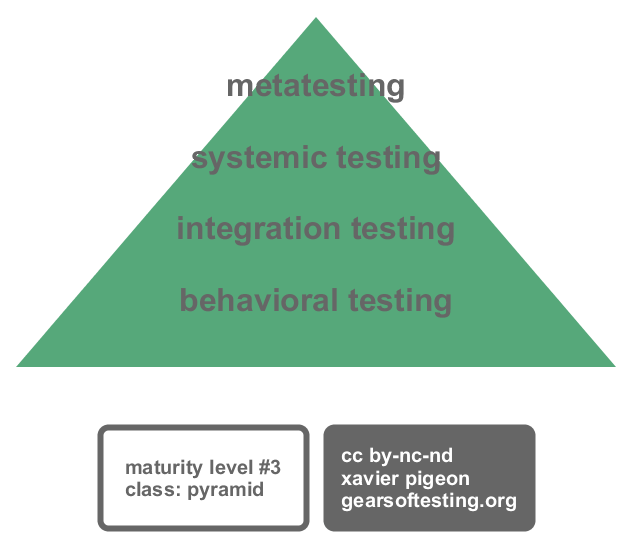 metatesting
systemic testing
integration testing
behavioral testing
maturity level #3
class: pyramid
cc by-nc-nd
xavier pigeon
gearsoftesting.org